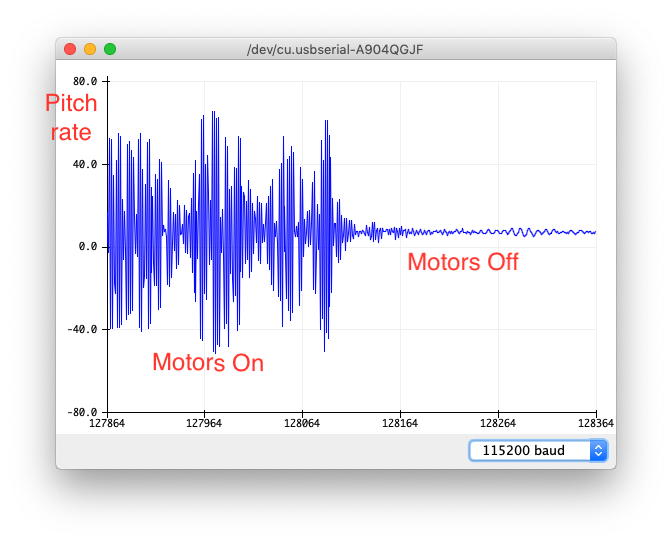 /dev/cu.usbserial-A904QGJF
80.0
Pitch
rate
40.0
0.0
Motors Off
-40.0
Motors On
-80.0
127864 127964 128064 128164 128264 128364
115200 baud